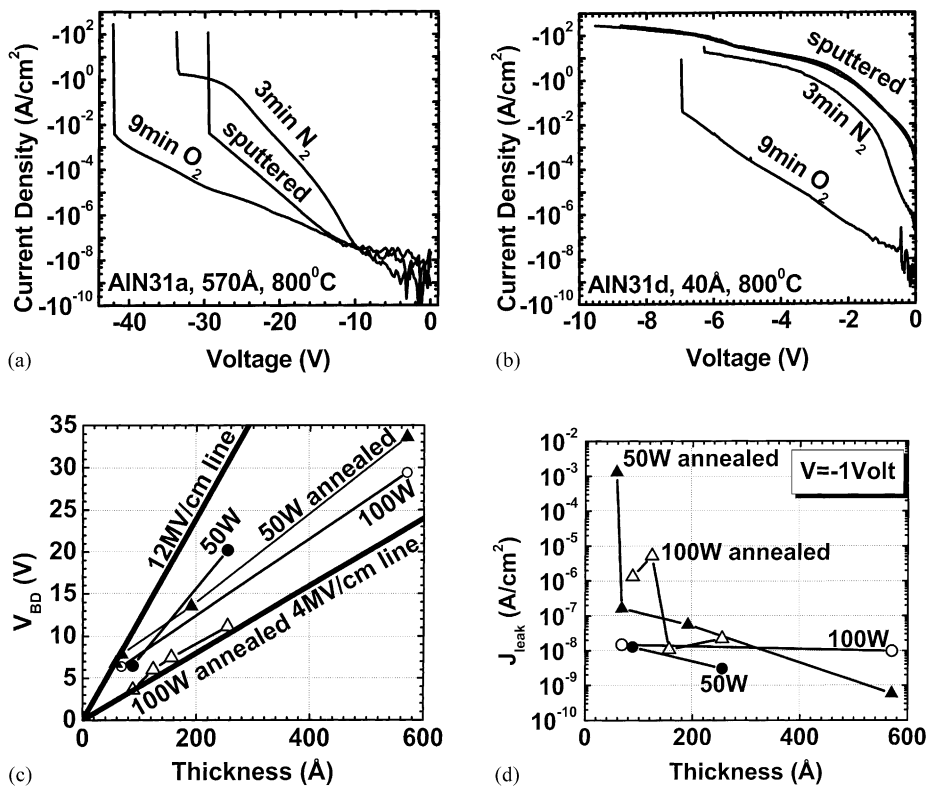 Current Density (A/cm²)
-10²
-10⁰
-10⁻²
-10⁻⁴
-10⁻⁶
-10⁻⁸
-10⁻¹⁰
9min O₂
sputtered
3min N₂
AlN31a, 570Å, 800⁰C
-40 -30 -20 -10 0
Voltage (V)
(a)
Current Density (A/cm²)
-10²
-10⁰
-10⁻²
-10⁻⁴
-10⁻⁶
-10⁻⁸
-10⁻¹⁰
sputtered
3min N₂
9min O₂
AlN31d, 40Å, 800⁰C
-10 -8 -6 -4 -2 0
Voltage (V)
(b)
V_BD (V)
35
30
25
20
15
10
5
0
12MV/cm line
50W
50W annealed
100W
4MV/cm line
100W annealed
0 200 400 600
Thickness (Å)
(c)
J_leak (A/cm²)
10⁻²
10⁻³
10⁻⁴
10⁻⁵
10⁻⁶
10⁻⁷
10⁻⁸
10⁻⁹
10⁻¹⁰
50W annealed
V=-1Volt
100W annealed
100W
50W
0 200 400 600
Thickness (Å)
(d)